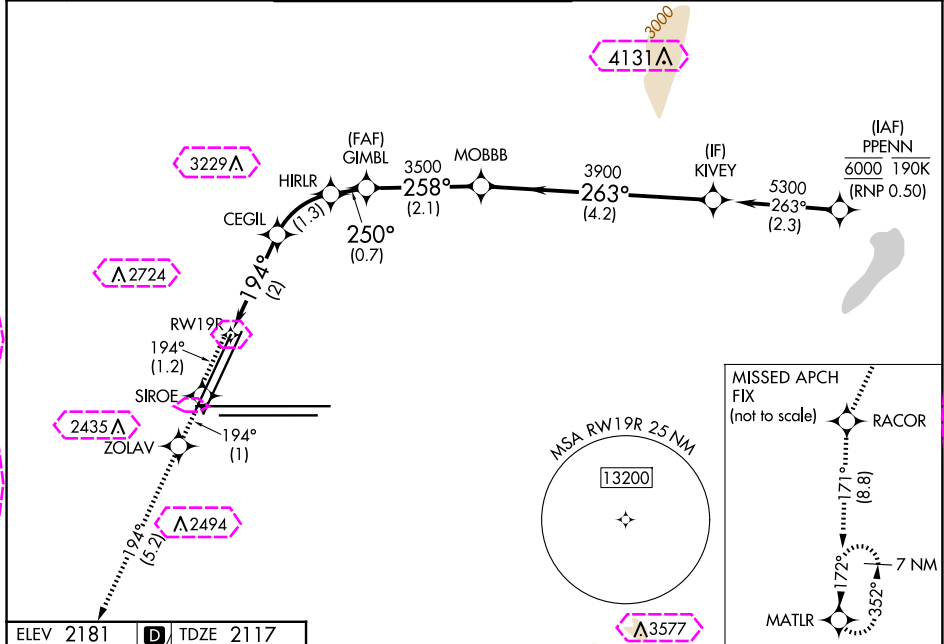 3000
4131
(IAF)
PPENN
6000 190K
(RNP 0.50)
(FAF)
GIMBL
3229
HIRLR
3500
258°
(2.1)
MOBBB
3900
263°
(4.2)
(IF)
KIVEY
5300
263°
(2.3)
CEGIL
(1.3)
250°
(0.7)
194°
(2)
2724
RW19R
194°
(1.2)
SIROE
2435
ZOLAV
194°
(1)
2494
194°
(5.2)
MSA RW19R 25 NM
13200
MISSED APCH
FIX
(not to scale)
RACOR
171°
(8.8)
172°
352°
7 NM
MATLR
3577
ELEV 2181 D TDZE 2117